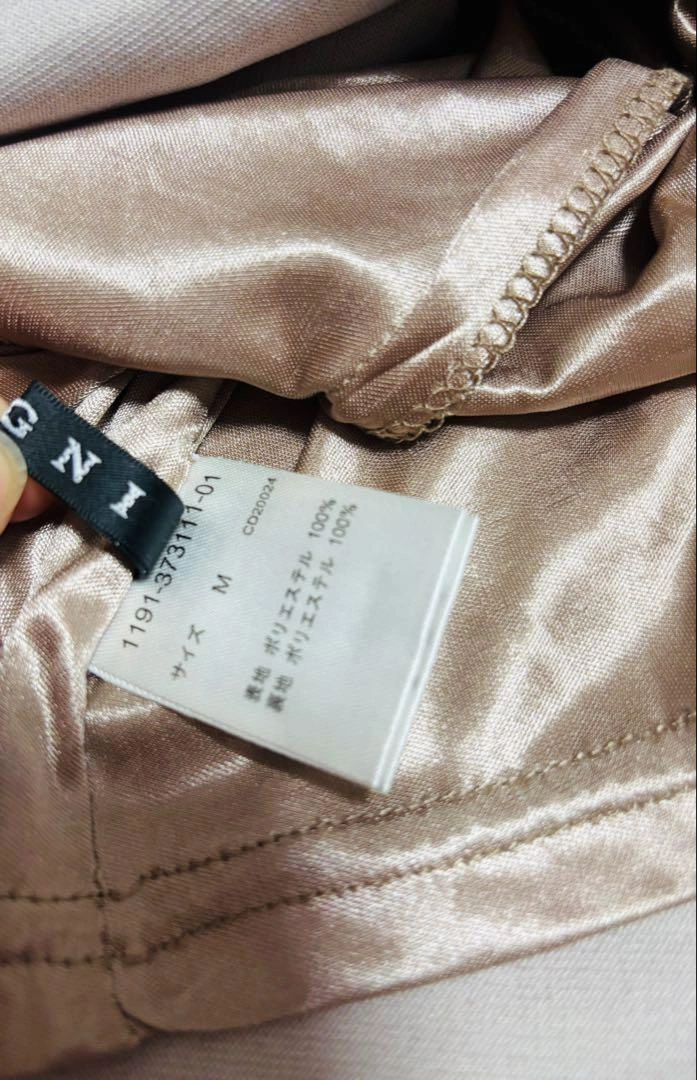 GNI
1191-373111-01
サイズ M
CD20024
表地 ポリエステル 100%
裏地 ポリエステル 100%